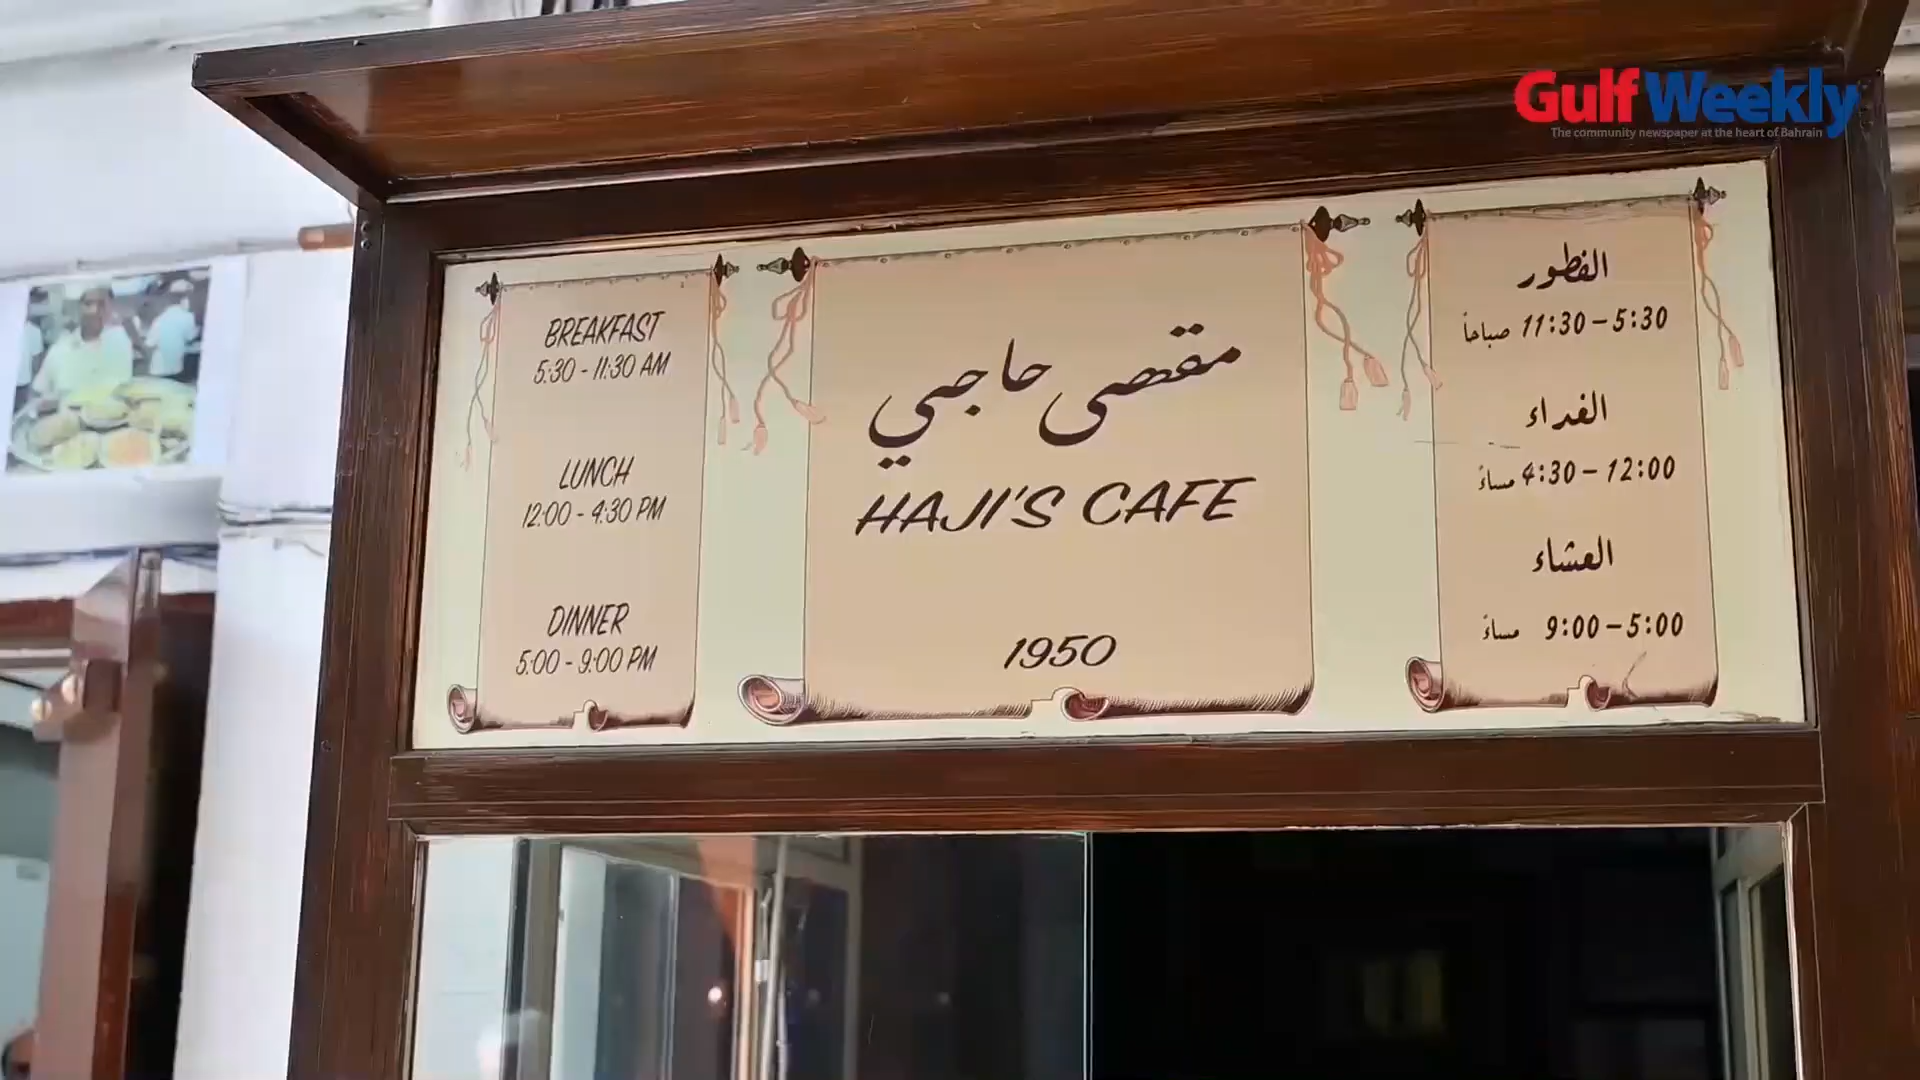 Gulf Weekly
The community newspaper at the heart of Bahrain
BREAKFAST
5:30 - 11:30 AM
LUNCH
12:00 - 4:30 PM
DINNER
5:00 - 9:00 PM
مقهى حاجي
HAJI'S CAFE
1950
الفطور
5:30 – 11:30 صباحاً
الغداء
12:00 – 4:30 مساءً
العشاء
5:00 – 9:00 مساءً